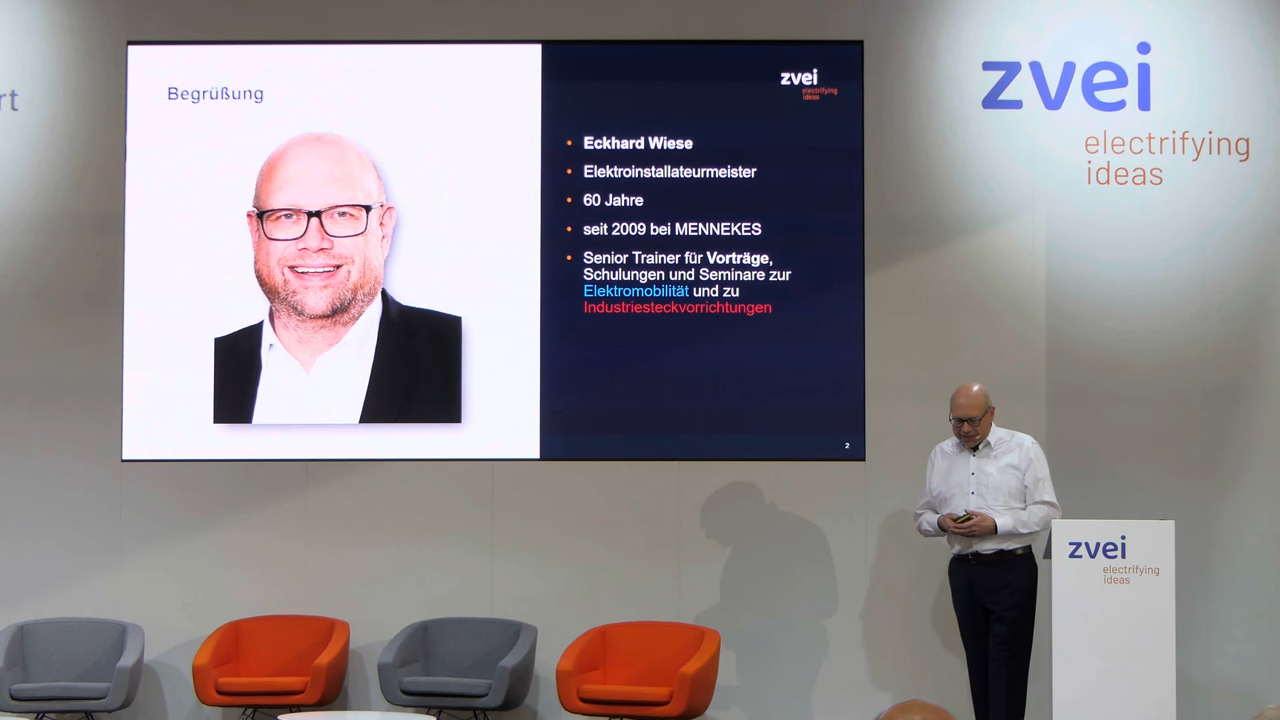 rt
Begrüßung
zvei
electrifying
ideas
• Eckhard Wiese
• Elektroinstallateurmeister
• 60 Jahre
• seit 2009 bei MENNEKES
• Senior Trainer für Vorträge,
Schulungen und Seminare zur
Elektromobilität und zu
Industriesteckvorrichtungen
2
zvei
electrifying
ideas
zvei
electrifying
ideas